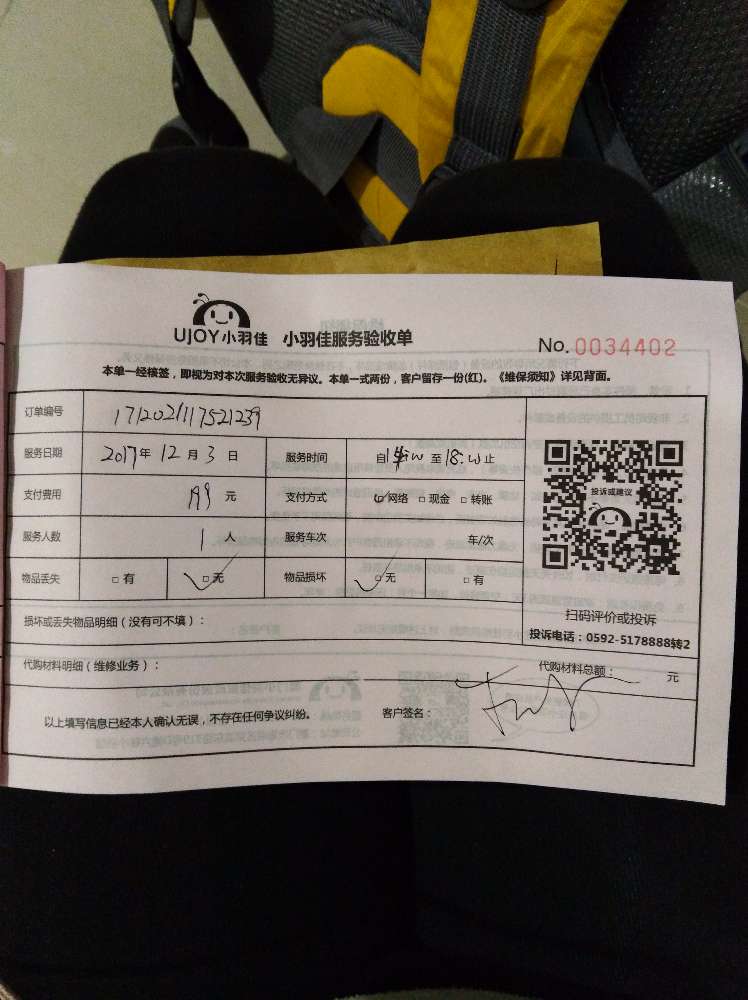 UJOY小羽佳 小羽佳服务验收单
No. 0034402
本单一经核签，即视为对本次服务验收无异议。本单一式两份，客户留存一份(红)。《维保须知》详见背面。
订单编号 1712021117521239
服务日期 2017年 12 月 3 日 服务时间 自 至 18:00 止
支付费用 199 元 支付方式 网络 □ 现金 □ 转账
服务人数 1 人 服务车次 车/次
投诉或建议
物品丢失 □ 有 □ 无 物品损坏 □ 无 □ 有
扫码评价或投诉
损坏或丢失物品明细（没有可不填）：
投诉电话：0592-5178888转2
代购材料明细（维修业务）： 代购材料总额： 元
以上填写信息已经本人确认无误，不存在任何争议纠纷。 客户签名：